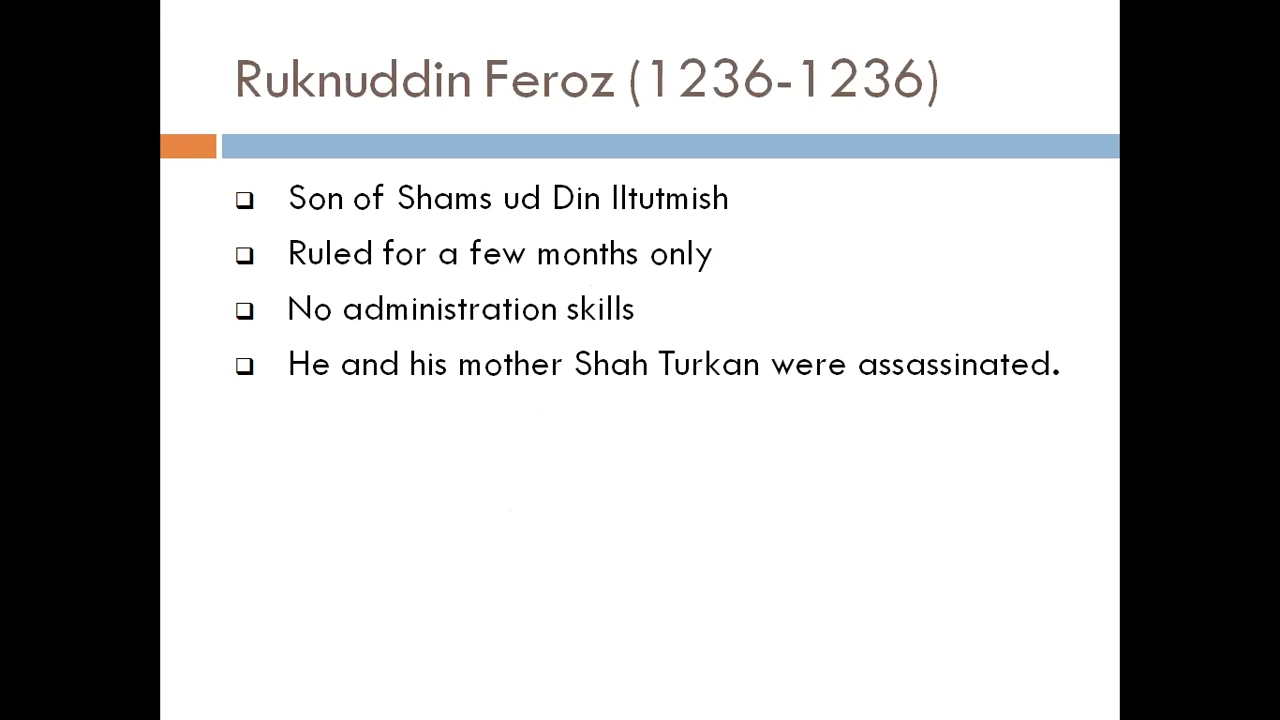 Ruknuddin Feroz (1236-1236)
Son of Shams ud Din Iltutmish
Ruled for a few months only
No administration skills
He and his mother Shah Turkan were assassinated.